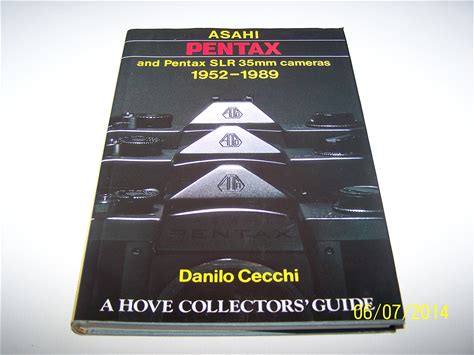 ASAHI
PENTAX
and Pentax SLR 35mm cameras
1952–1989
PENTAX
Danilo Cecchi
A HOVE COLLECTORS' GUIDE
06/07/2014